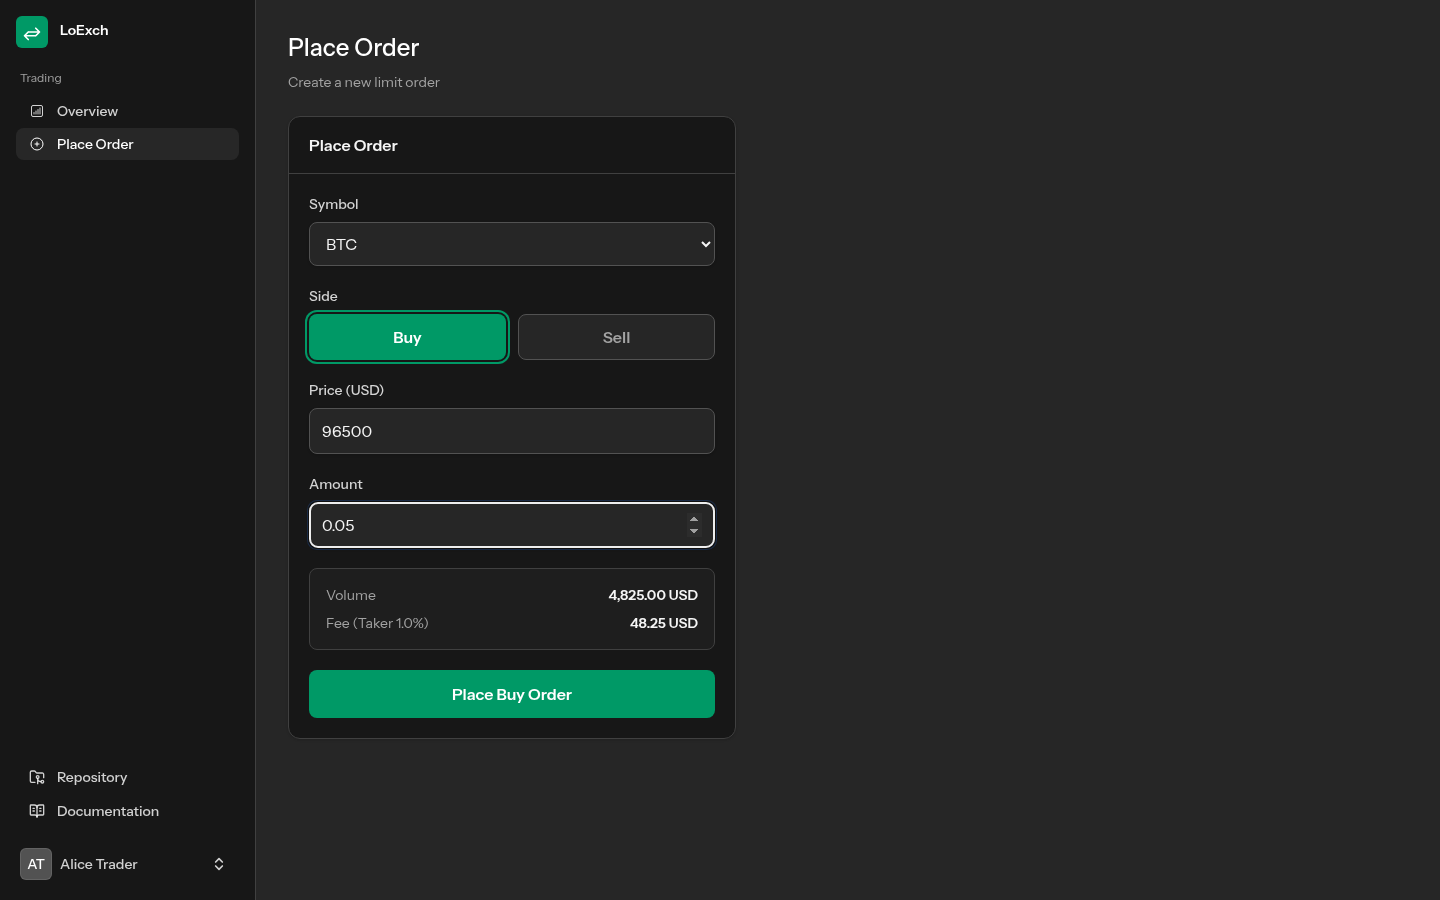 LoExch
Trading
Overview
Place Order
Repository
Documentation
AT Alice Trader
Place Order
Create a new limit order
Place Order
Symbol
BTC
Side
Buy Sell
Price (USD)
96500
Amount
0.05
Volume 4,825.00 USD
Fee (Taker 1.0%) 48.25 USD
Place Buy Order